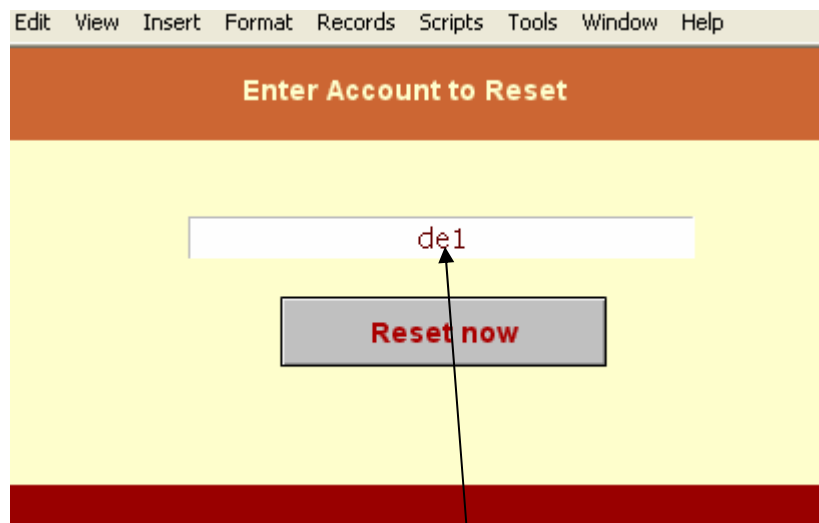 Edit View Insert Format Records Scripts Tools Window Help
Enter Account to Reset
de1
Reset now